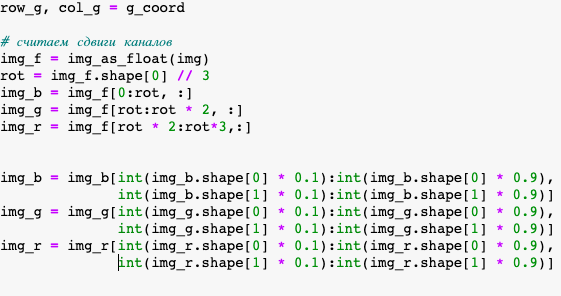 row_g, col_g = g_coord
# считаем сдвиги каналов
img_f = img_as_float(img)
rot = img_f.shape[0] // 3
img_b = img_f[0:rot, :]
img_g = img_f[rot:rot * 2, :]
img_r = img_f[rot * 2:rot*3,:]
img_b = img_b[int(img_b.shape[0] * 0.1):int(img_b.shape[0] * 0.9),
int(img_b.shape[1] * 0.1):int(img_b.shape[1] * 0.9)]
img_g = img_g[int(img_g.shape[0] * 0.1):int(img_g.shape[0] * 0.9),
int(img_g.shape[1] * 0.1):int(img_g.shape[1] * 0.9)]
img_r = img_r[int(img_r.shape[0] * 0.1):int(img_r.shape[0] * 0.9),
int(img_r.shape[1] * 0.1):int(img_r.shape[1] * 0.9)]